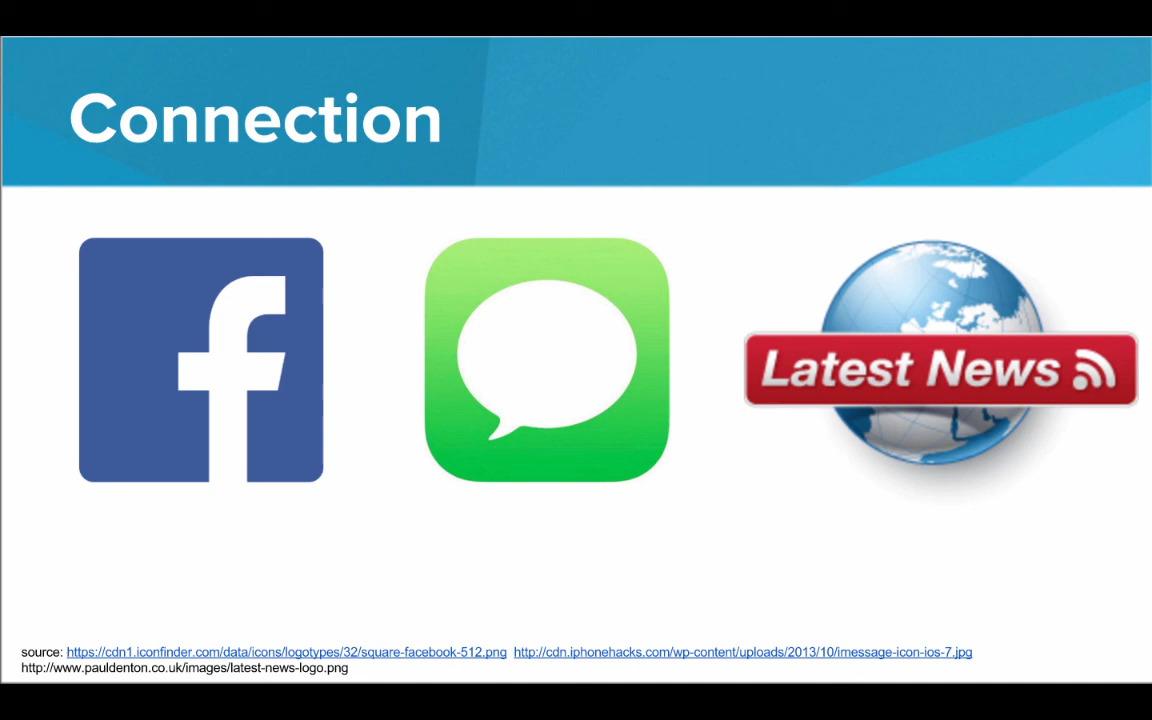 Connection
f
Latest News
source: https://cdn1.iconfinder.com/data/icons/logotypes/32/square-facebook-512.png http://cdn.iphonehacks.com/wp-content/uploads/2013/10/imessage-icon-ios-7.jpg
http://www.pauldenton.co.uk/images/latest-news-logo.png